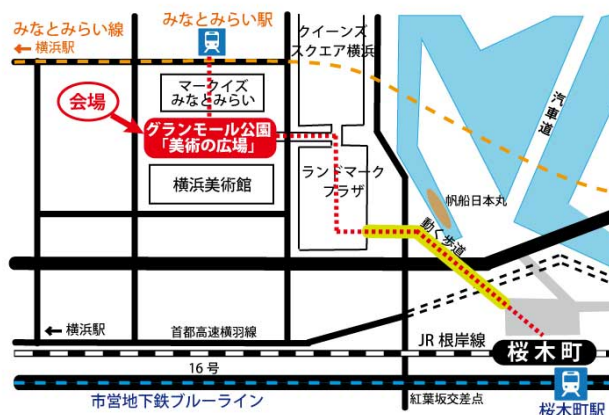 みなとみらい線
← 横浜駅
みなとみらい駅
クイーンズ
スクエア横浜
マークイズ
みなとみらい
会場
グランモール公園
「美術の広場」
汽車道
横浜美術館
ランドマーク
プラザ
帆船日本丸
動く歩道
← 横浜駅
首都高速横羽線
JR 根岸線
桜木町
16 号
市営地下鉄ブルーライン
紅葉坂交差点
桜木町駅